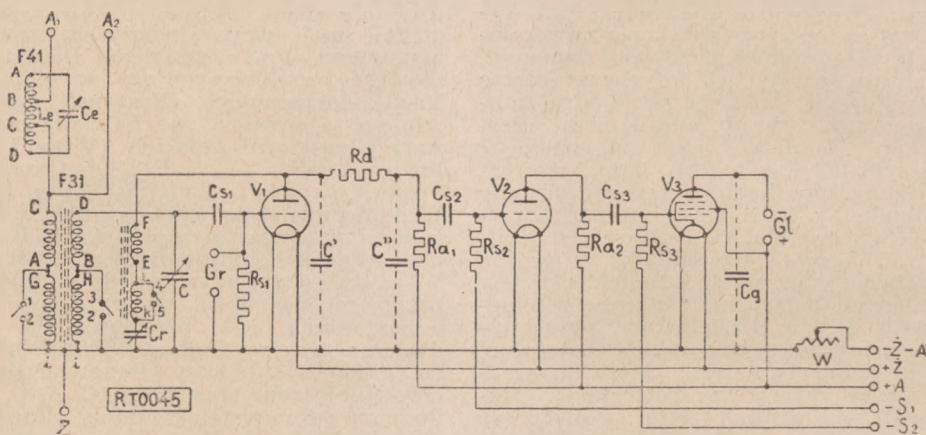 A₁ A₂
F41
A
B
Le
C
Ce
D
F31
C D
A B
G H
1
2
3
2
i i
Z
F
E
L
4
5
K
Cr
C
Cs₁
Gr
Rs₁
V₁
C'
Rd
C"
Ra₁
Cs₂
Rs₂
V₂
Ra₂
Cs₃
Rs₃
V₃
Cg
Gl
- +
W
-Ż-A
+Ż
+A
-S₁
-S₂
RT0045